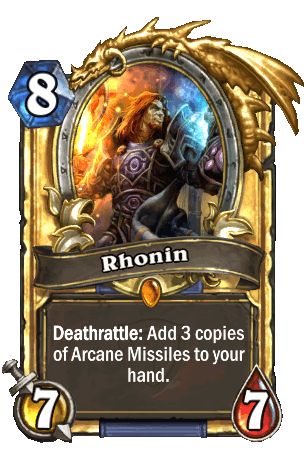 8
Rhonin
Deathrattle: Add 3 copies
of Arcane Missiles to your
hand.
7
7